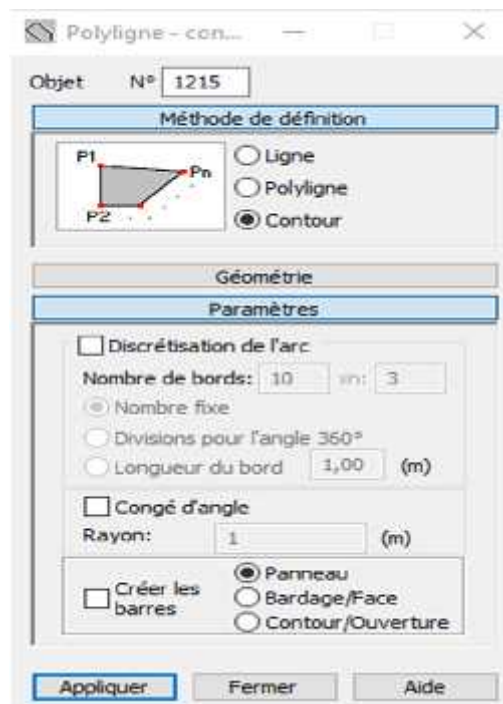 Polyligne - con...
Objet N° 1215
Méthode de définition
P1
Pn
P2
Ligne
Polyligne
Contour
Géométrie
Paramètres
Discrétisation de l'arc
Nombre de bords: 10 3
Nombre fixe
Divisions pour l'angle 360°
Longueur du bord 1,00 (m)
Congé d'angle
Rayon: 1 (m)
Créer les barres
Panneau
Bardage/Face
Contour/Ouverture
Appliquer Fermer Aide